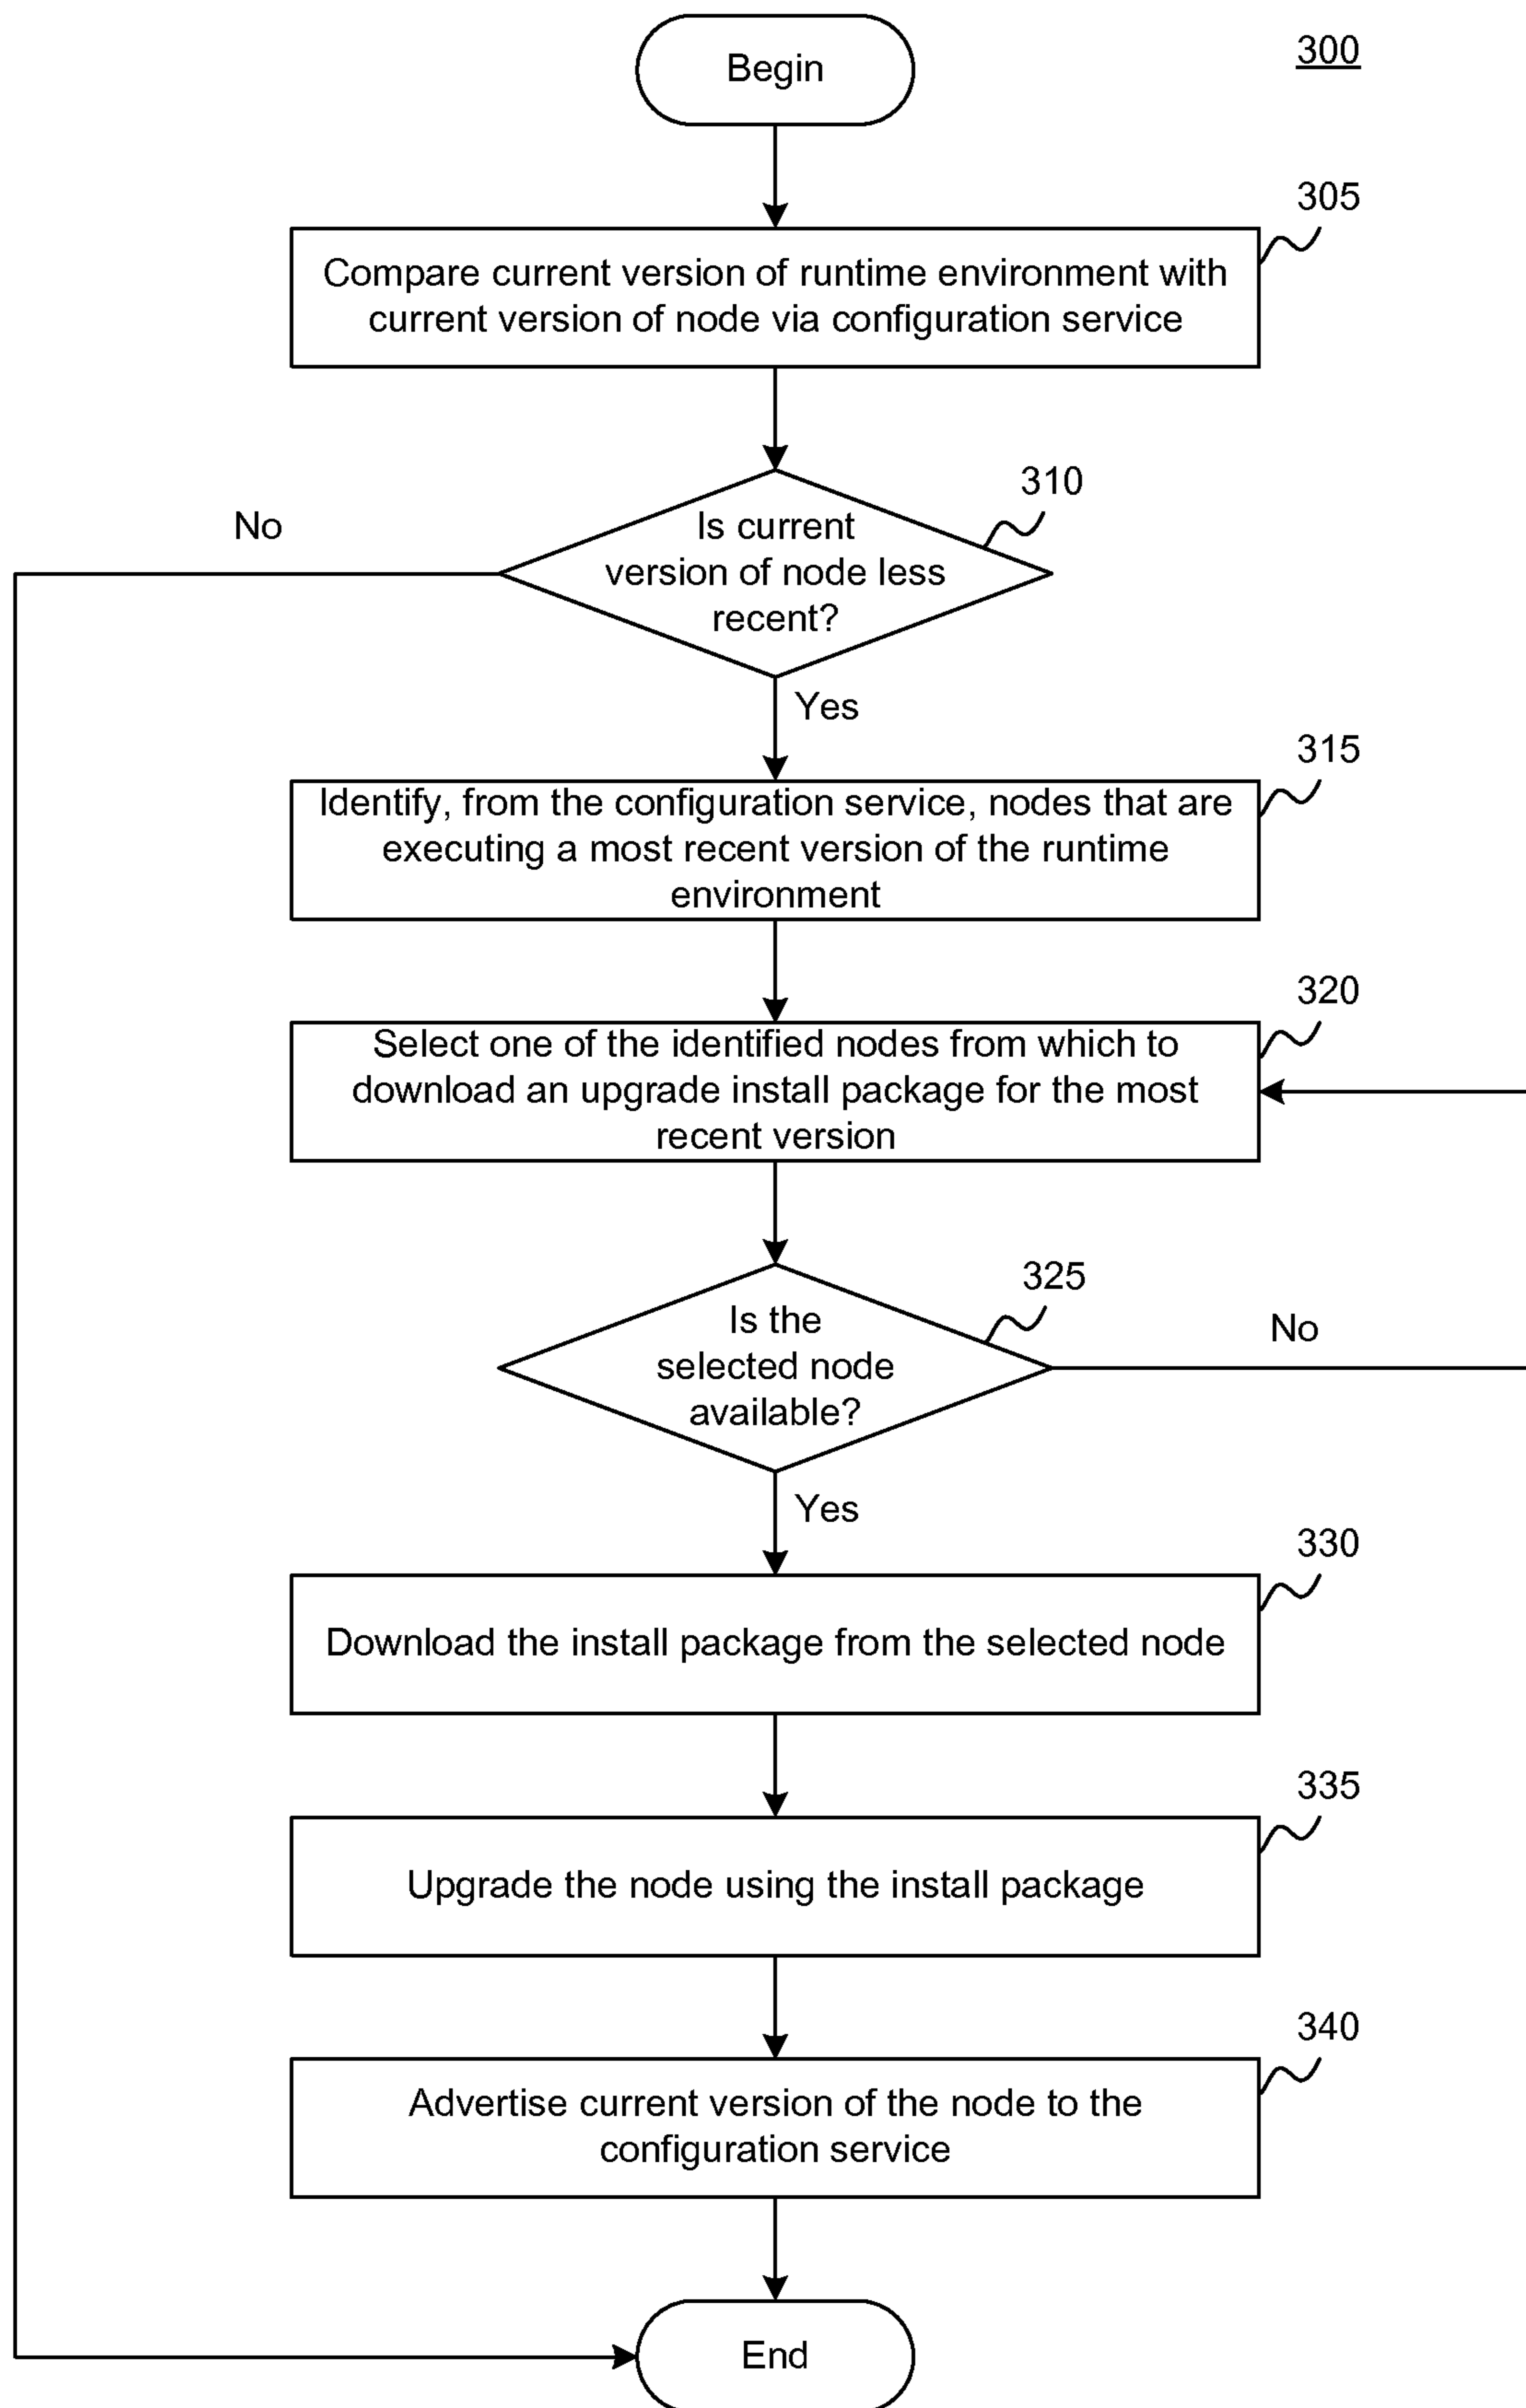 Begin
300
305
Compare current version of runtime environment with
current version of node via configuration service
310
No
Is current
version of node less
recent?
Yes
315
Identify, from the configuration service, nodes that are
executing a most recent version of the runtime
environment
320
Select one of the identified nodes from which to
download an upgrade install package for the most
recent version
325
Is the
selected node
available?
No
Yes
330
Download the install package from the selected node
335
Upgrade the node using the install package
340
Advertise current version of the node to the
configuration service
End